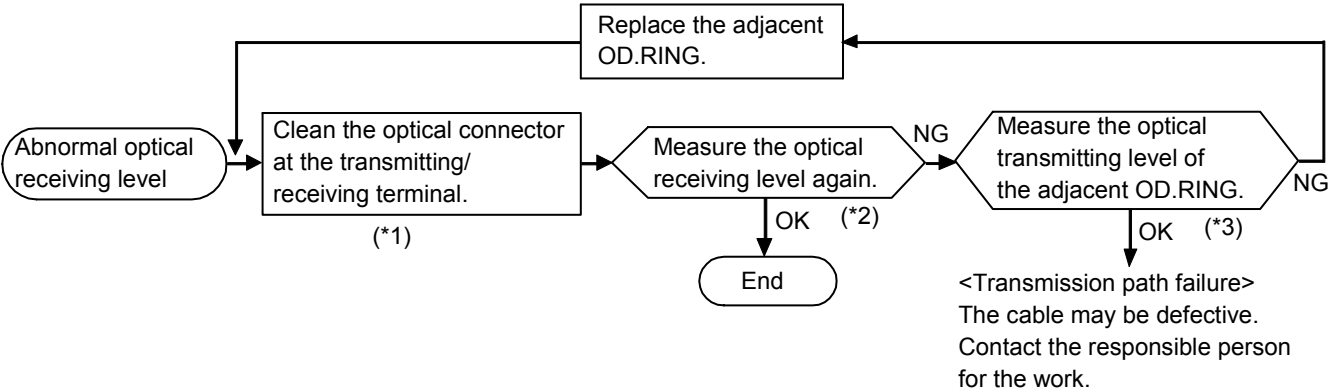 Replace the adjacent
OD.RING.
Abnormal optical
receiving level
Clean the optical connector
at the transmitting/
receiving terminal.
(*1)
Measure the optical
receiving level again.
(*2)
OK
End
NG
Measure the optical
transmitting level of
the adjacent OD.RING.
(*3)
NG
OK
<Transmission path failure>
The cable may be defective.
Contact the responsible person
for the work.